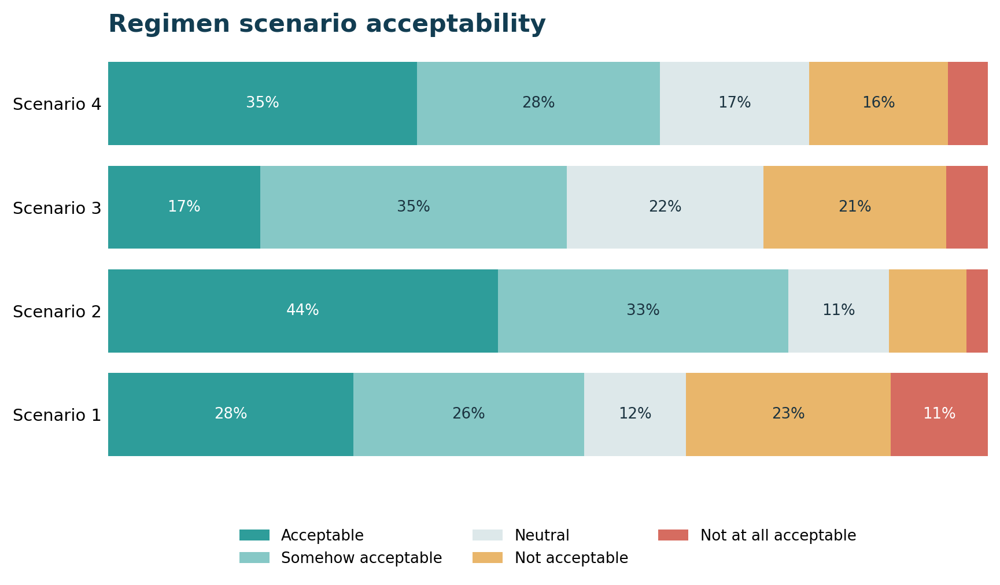 Regimen scenario acceptability
Scenario 4 35% 28% 17% 16%
Scenario 3 17% 35% 22% 21%
Scenario 2 44% 33% 11%
Scenario 1 28% 26% 12% 23% 11%
Acceptable Neutral Not at all acceptable
Somehow acceptable Not acceptable